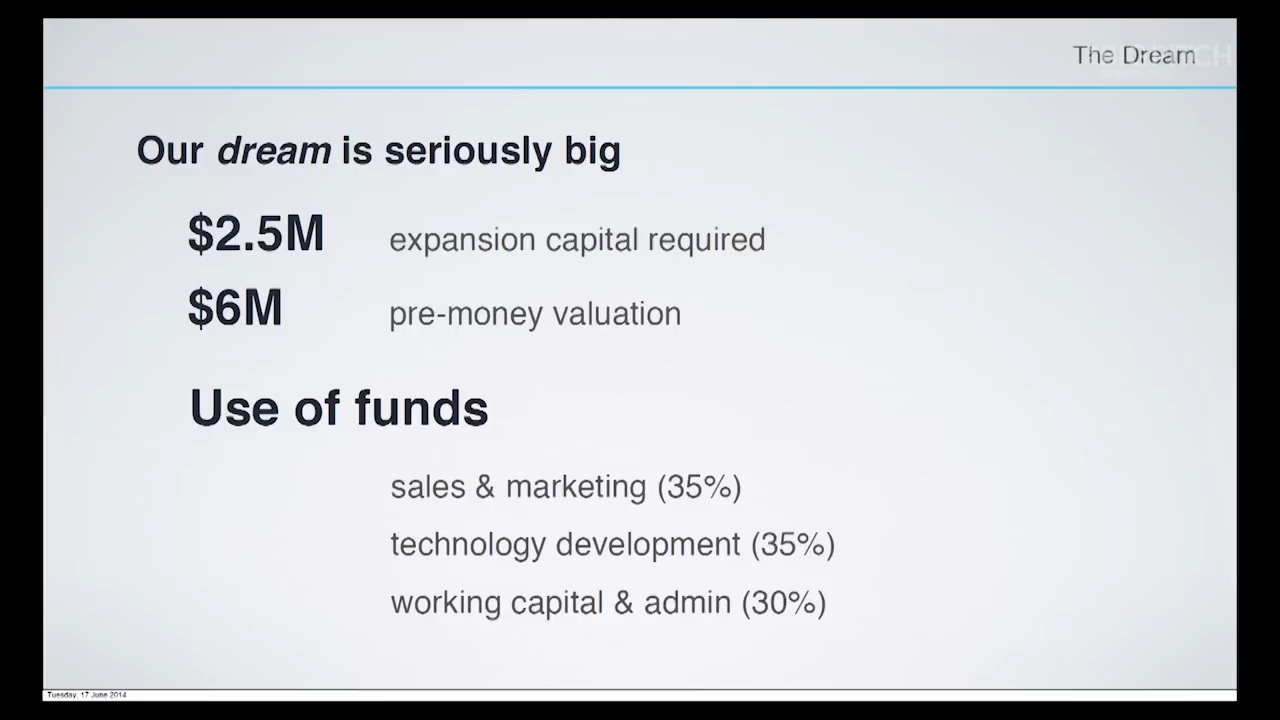 The Dream
Our dream is seriously big
$2.5M expansion capital required
$6M pre-money valuation
Use of funds
sales & marketing (35%)
technology development (35%)
working capital & admin (30%)
Tuesday, 17 June 2014